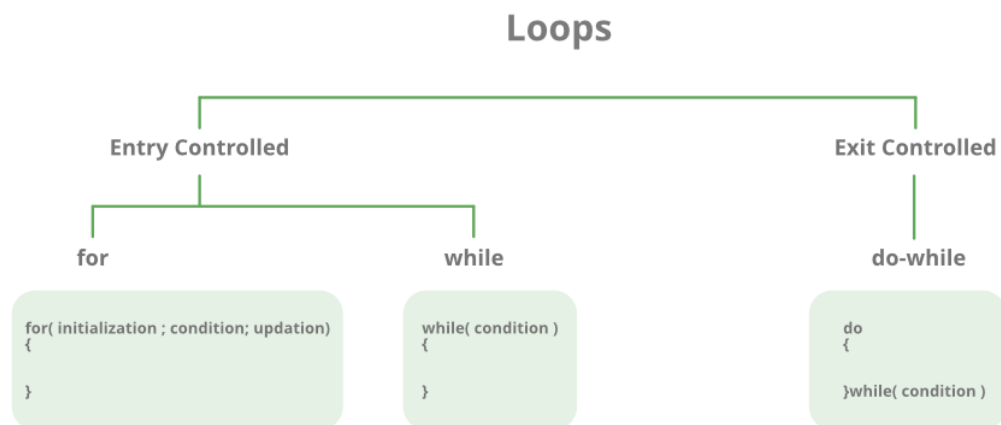 Loops
Entry Controlled
Exit Controlled
for
while
do-while
for( initialization ; condition; updation)
{
}
while( condition )
{
}
do
{
}while( condition )